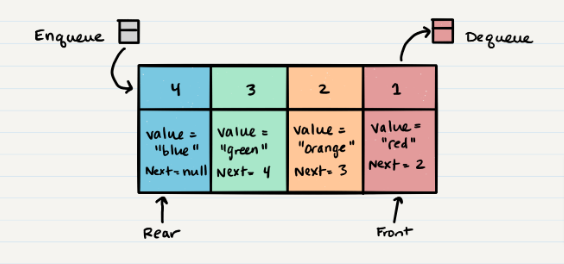 Enqueue
Dequeue
4
3
2
1
value =
"blue"
Next=null
value =
"green"
Next= 4
value =
"orange"
Next= 3
value =
"red"
Next= 2
Rear
Front